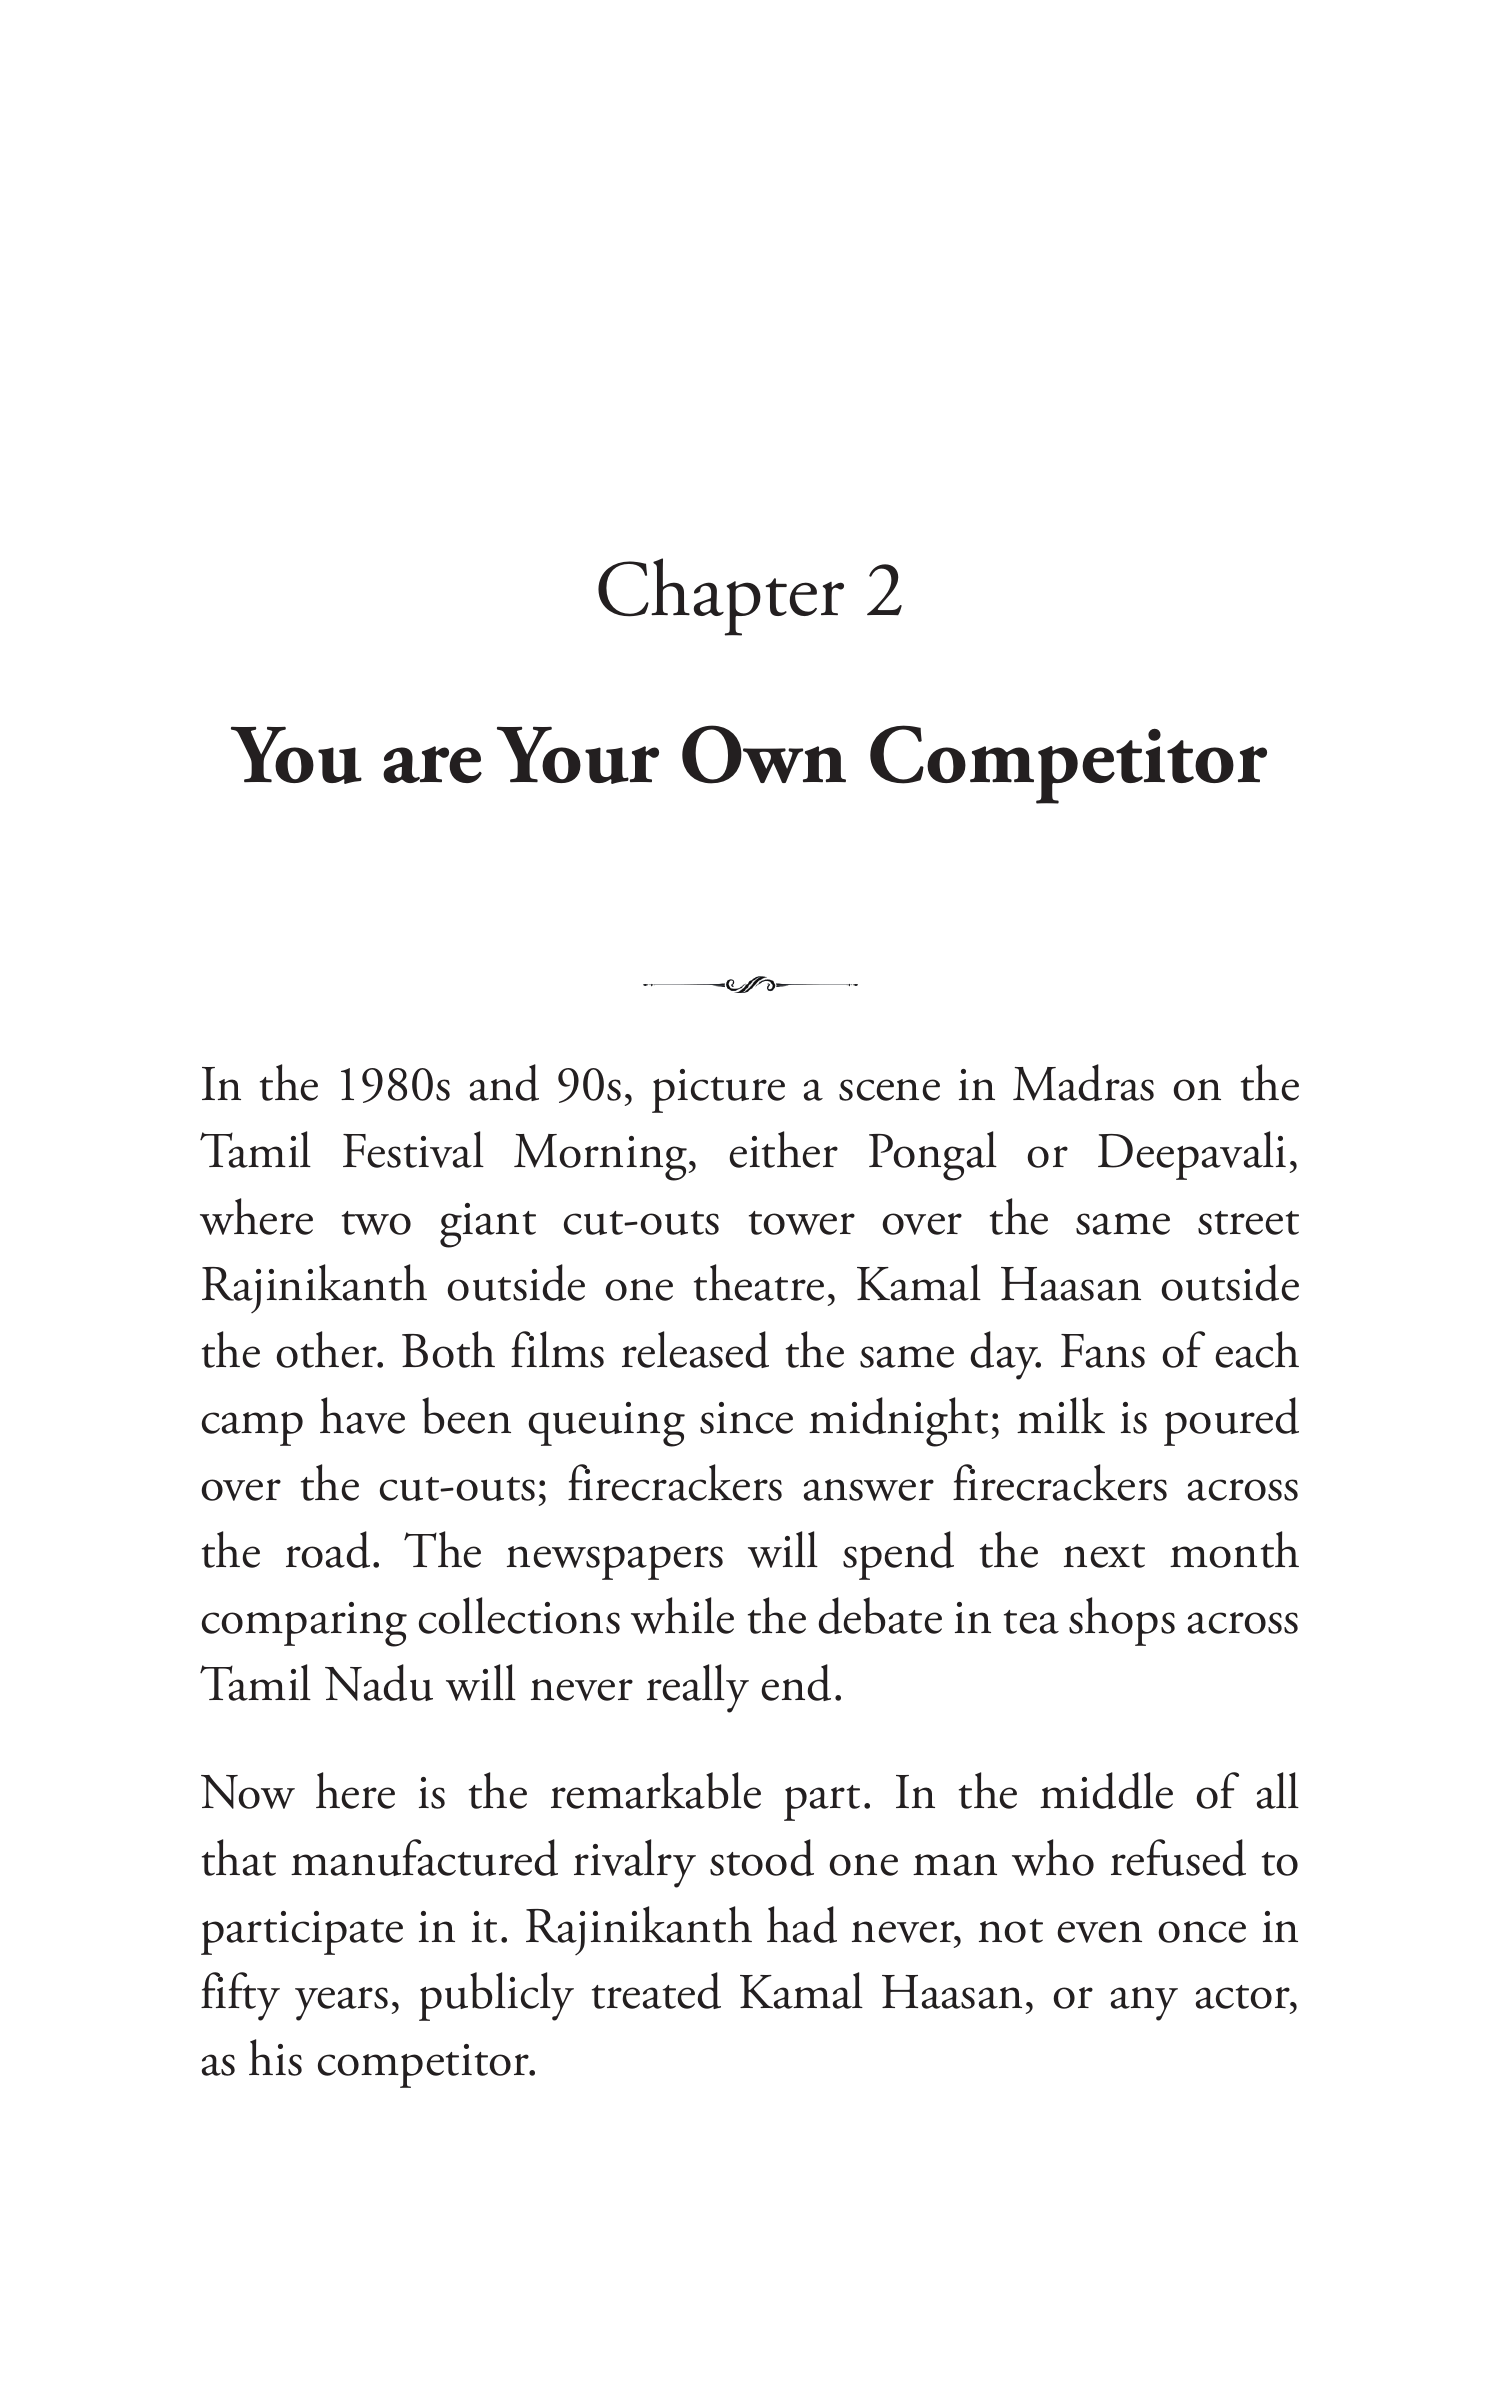 Chapter 2
You are Your Own Competitor
In the 1980s and 90s, picture a scene in Madras on the
Tamil Festival Morning, either Pongal or Deepavali,
where two giant cut-outs tower over the same street
Rajinikanth outside one theatre, Kamal Haasan outside
the other. Both films released the same day. Fans of each
camp have been queuing since midnight; milk is poured
over the cut-outs; firecrackers answer firecrackers across
the road. The newspapers will spend the next month
comparing collections while the debate in tea shops across
Tamil Nadu will never really end.
Now here is the remarkable part. In the middle of all
that manufactured rivalry stood one man who refused to
participate in it. Rajinikanth had never, not even once in
fifty years, publicly treated Kamal Haasan, or any actor,
as his competitor.